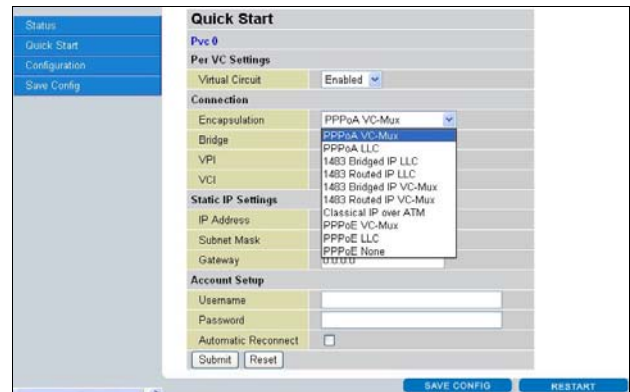 Status
Quick Start
Configuration
Save Config
Quick Start
Pvc 0
Per VC Settings
Virtual Circuit Enabled
Connection
Encapsulation PPPoA VC-Mux
Bridge
VPI
VCI
PPPoA VC-Mux
PPPoA LLC
1483 Bridged IP LLC
1483 Routed IP LLC
1483 Bridged IP VC-Mux
1483 Routed IP VC-Mux
Classical IP over ATM
PPPoE VC-Mux
PPPoE LLC
PPPoE None
Static IP Settings
IP Address
Subnet Mask
Gateway 0.0.0.0
Account Setup
Username
Password
Automatic Reconnect
Submit Reset
SAVE CONFIG RESTART